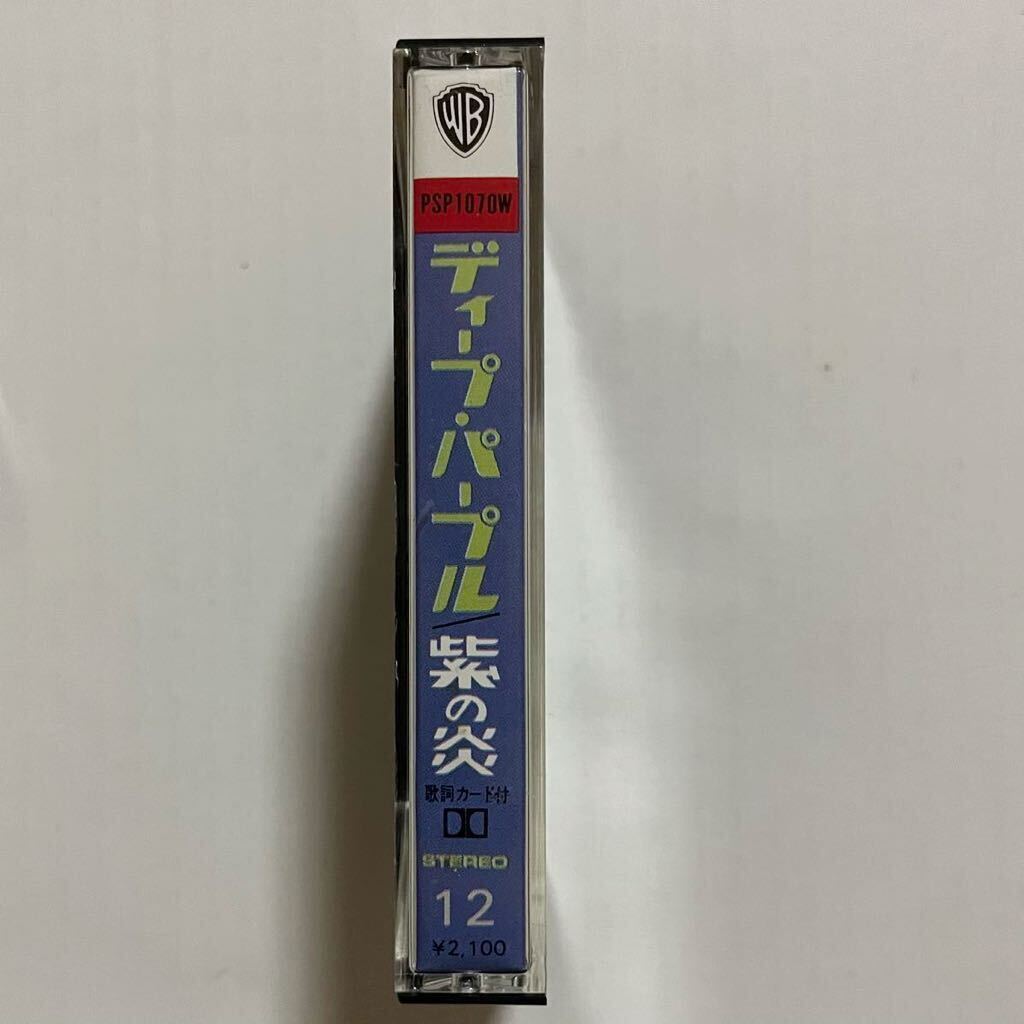 WB
PSP1070W
ディープ・パープル/
紫の炎
歌詞カード付
STEREO
12
¥2,100